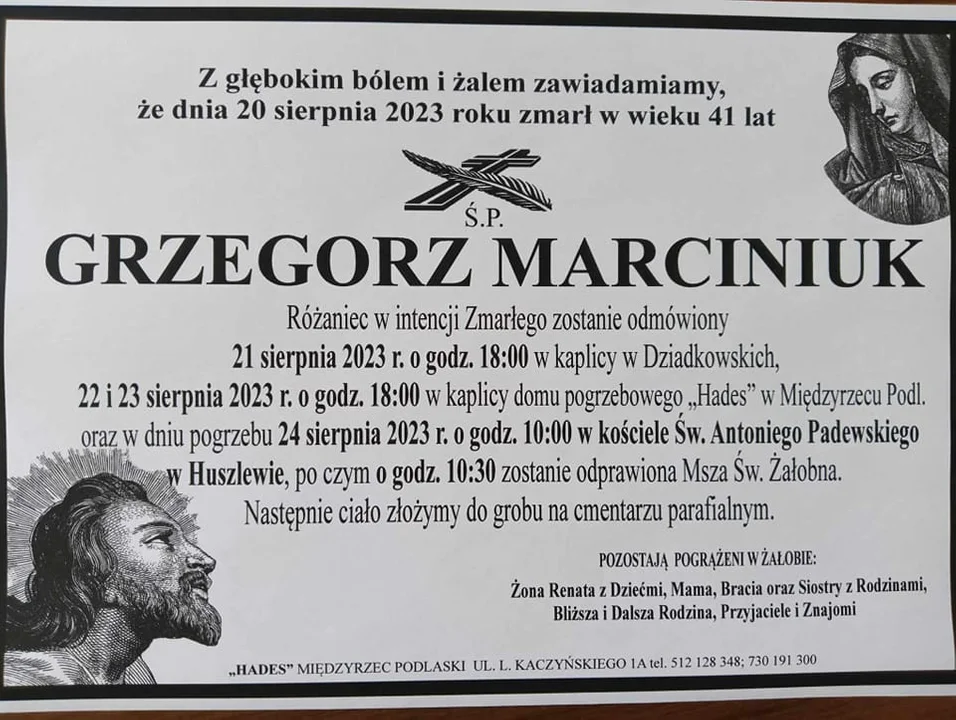 Z głębokim bólem i żalem zawiadamiamy,
że dnia 20 sierpnia 2023 roku zmarł w wieku 41 lat
Ś.P.
GRZEGORZ MARCINIUK
Różaniec w intencji Zmarłego zostanie odmówiony
21 sierpnia 2023 r. o godz. 18:00 w kaplicy w Dziadkowskich,
22 i 23 sierpnia 2023 r. o godz. 18:00 w kaplicy domu pogrzebowego „Hades” w Międzyrzecu Podl.
oraz w dniu pogrzebu 24 sierpnia 2023 r. o godz. 10:00 w kościele Św. Antoniego Padewskiego
w Huszlewie, po czym o godz. 10:30 zostanie odprawiona Msza Św. Żałobna.
Następnie ciało złożymy do grobu na cmentarzu parafialnym.
POZOSTAJĄ POGRĄŻENI W ŻAŁOBIE:
Żona Renata z Dziećmi, Mama, Bracia oraz Siostry z Rodzinami,
Bliższa i Dalsza Rodzina, Przyjaciele i Znajomi
„HADES” MIĘDZYRZEC PODLASKI UL. L. KACZYŃSKIEGO 1A tel. 512 128 348; 730 191 300